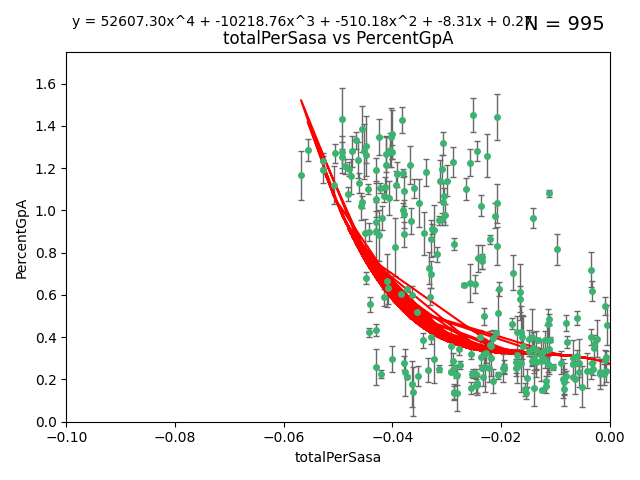 y = 52607.30x^4 + -10218.76x^3 + -510.18x^2 + -8.31x + 0.27
N = 995
totalPerSasa vs PercentGpA
1.6
1.4
1.2
1.0
0.8
0.6
0.4
0.2
0.0
PercentGpA
−0.10 −0.08 −0.06 −0.04 −0.02 0.00
totalPerSasa